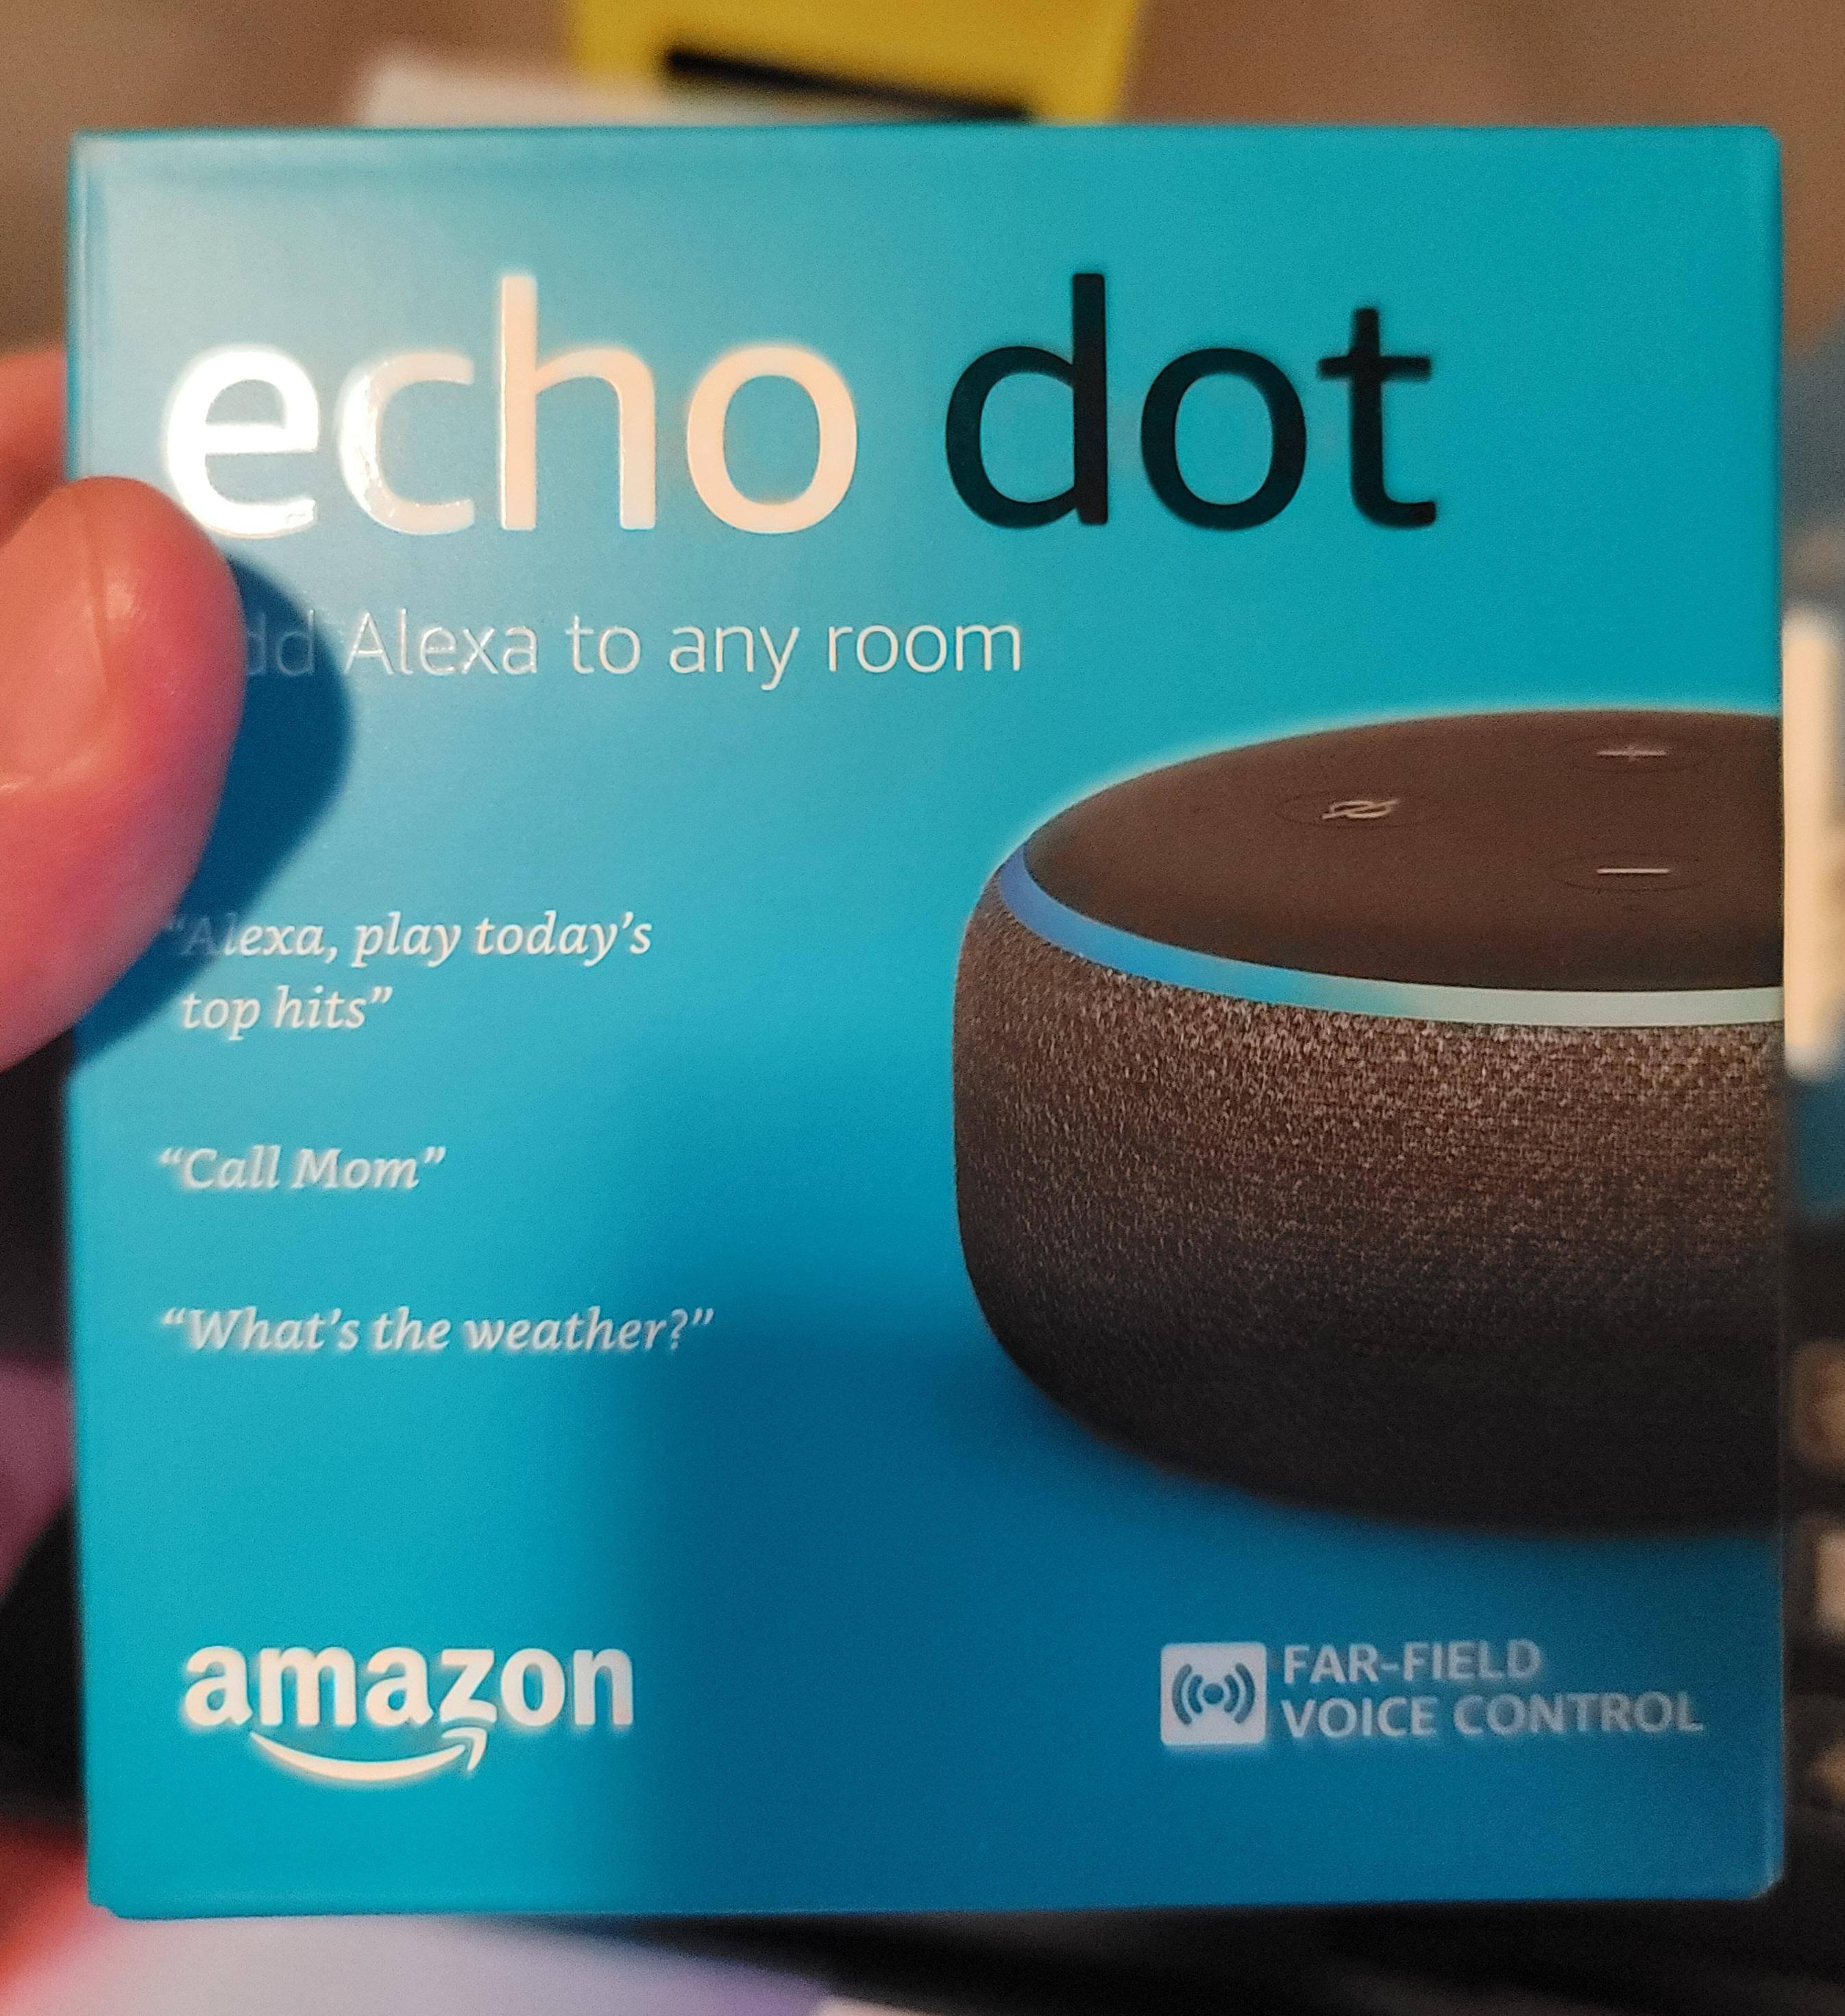 echo dot
dd Alexa to any room
“Alexa, play today’s
top hits”
“Call Mom”
“What’s the weather?”
amazon
FAR-FIELD
VOICE CONTROL